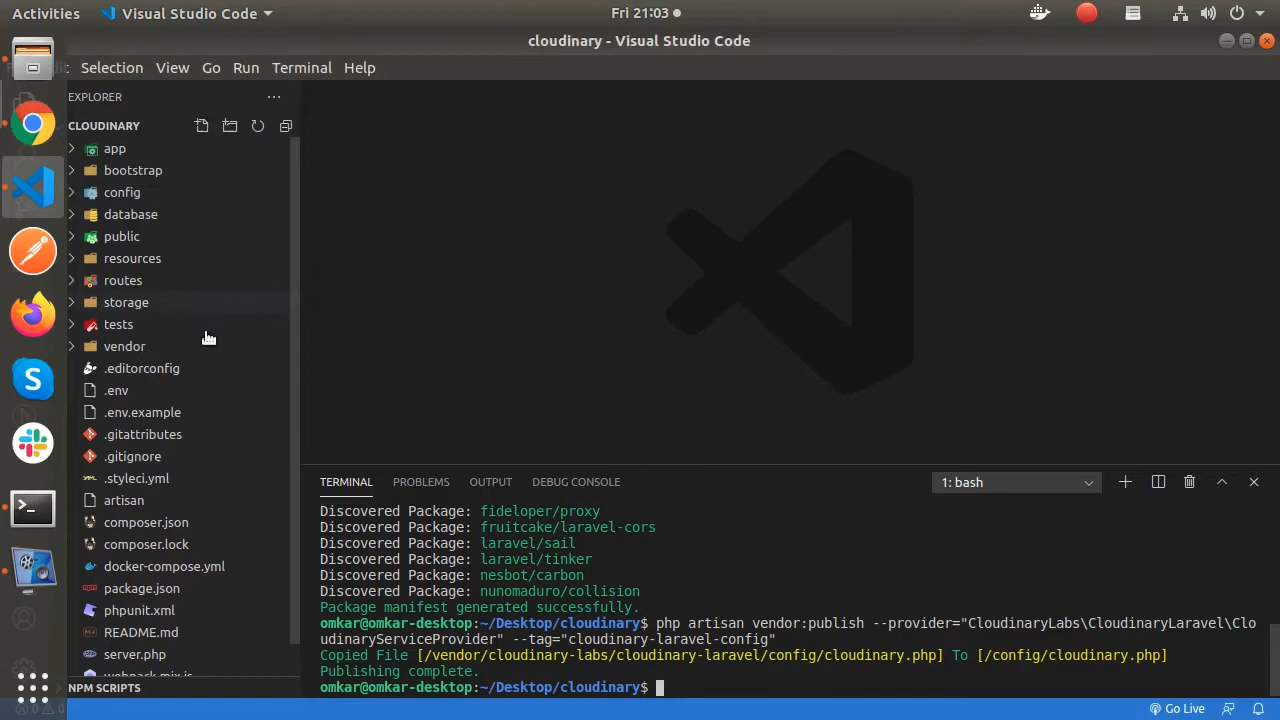 Activities
Visual Studio Code
Fri 21:03
cloudinary - Visual Studio Code
Selection View Go Run Terminal Help
EXPLORER
CLOUDINARY
app
bootstrap
config
database
public
resources
routes
storage
tests
vendor
.editorconfig
.env
.env.example
.gitattributes
.gitignore
.styleci.yml
artisan
composer.json
composer.lock
docker-compose.yml
package.json
phpunit.xml
README.md
server.php
webpack.mix.js
NPM SCRIPTS
TERMINAL PROBLEMS OUTPUT DEBUG CONSOLE
1: bash
Discovered Package: fideloper/proxy
Discovered Package: fruitcake/laravel-cors
Discovered Package: laravel/sail
Discovered Package: laravel/tinker
Discovered Package: nesbot/carbon
Discovered Package: nunomaduro/collision
Package manifest generated successfully.
omkar@omkar-desktop:~/Desktop/cloudinary$ php artisan vendor:publish --provider="CloudinaryLabs\CloudinaryLaravel\Clo
udinaryServiceProvider" --tag="cloudinary-laravel-config"
Copied File [/vendor/cloudinary-labs/cloudinary-laravel/config/cloudinary.php] To [/config/cloudinary.php]
Publishing complete.
omkar@omkar-desktop:~/Desktop/cloudinary$
Go Live